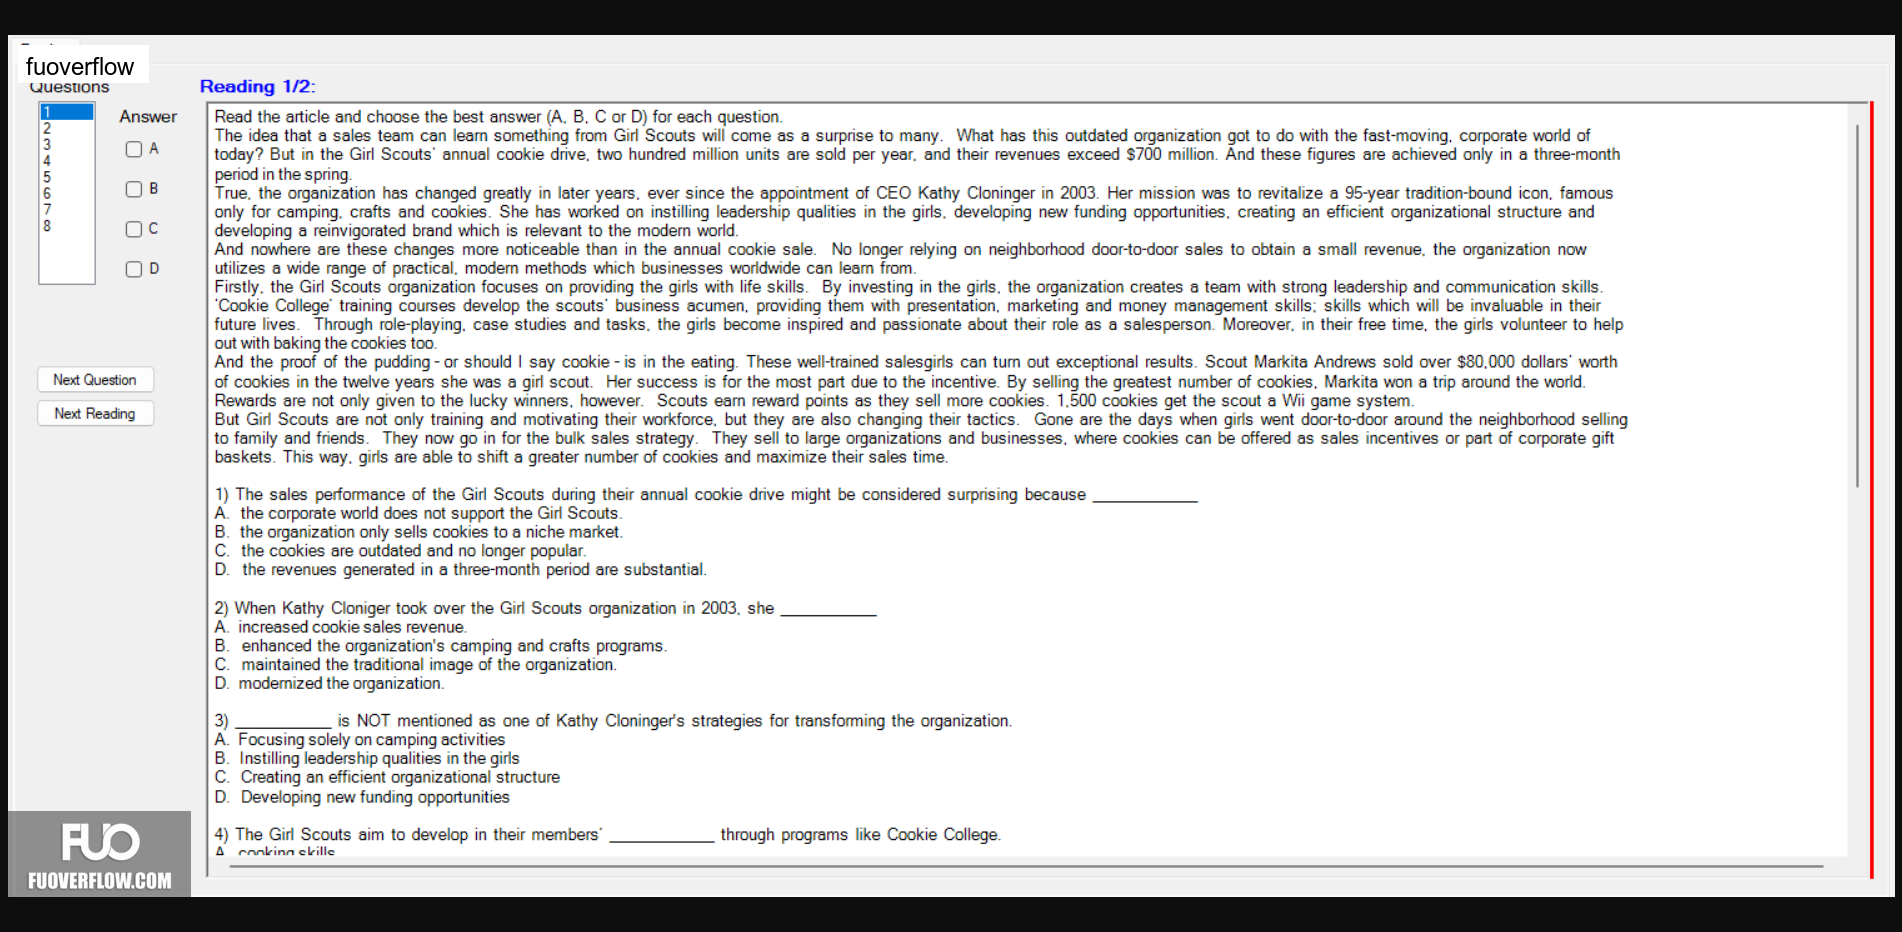 fuoverflow
Questions
Reading 1/2:
1
2
3
4
5
6
7
8
Answer
A
B
C
D
Next Question
Next Reading
Read the article and choose the best answer (A, B, C or D) for each question.
The idea that a sales team can learn something from Girl Scouts will come as a surprise to many. What has this outdated organization got to do with the fast-moving, corporate world of
today? But in the Girl Scouts' annual cookie drive, two hundred million units are sold per year, and their revenues exceed $700 million. And these figures are achieved only in a three-month
period in the spring.
True, the organization has changed greatly in later years, ever since the appointment of CEO Kathy Cloninger in 2003. Her mission was to revitalize a 95-year tradition-bound icon, famous
only for camping, crafts and cookies. She has worked on instilling leadership qualities in the girls, developing new funding opportunities, creating an efficient organizational structure and
developing a reinvigorated brand which is relevant to the modern world.
And nowhere are these changes more noticeable than in the annual cookie sale. No longer relying on neighborhood door-to-door sales to obtain a small revenue, the organization now
utilizes a wide range of practical, modern methods which businesses worldwide can learn from.
Firstly, the Girl Scouts organization focuses on providing the girls with life skills. By investing in the girls, the organization creates a team with strong leadership and communication skills.
'Cookie College' training courses develop the scouts' business acumen, providing them with presentation, marketing and money management skills; skills which will be invaluable in their
future lives. Through role-playing, case studies and tasks, the girls become inspired and passionate about their role as a salesperson. Moreover, in their free time, the girls volunteer to help
out with baking the cookies too.
And the proof of the pudding - or should I say cookie - is in the eating. These well-trained salesgirls can turn out exceptional results. Scout Markita Andrews sold over $80,000 dollars' worth
of cookies in the twelve years she was a girl scout. Her success is for the most part due to the incentive. By selling the greatest number of cookies, Markita won a trip around the world.
Rewards are not only given to the lucky winners, however. Scouts earn reward points as they sell more cookies. 1,500 cookies get the scout a Wii game system.
But Girl Scouts are not only training and motivating their workforce, but they are also changing their tactics. Gone are the days when girls went door-to-door around the neighborhood selling
to family and friends. They now go in for the bulk sales strategy. They sell to large organizations and businesses, where cookies can be offered as sales incentives or part of corporate gift
baskets. This way, girls are able to shift a greater number of cookies and maximize their sales time.
1) The sales performance of the Girl Scouts during their annual cookie drive might be considered surprising because ____________
A. the corporate world does not support the Girl Scouts.
B. the organization only sells cookies to a niche market.
C. the cookies are outdated and no longer popular.
D. the revenues generated in a three-month period are substantial.
2) When Kathy Cloniger took over the Girl Scouts organization in 2003, she ___________
A. increased cookie sales revenue.
B. enhanced the organization's camping and crafts programs.
C. maintained the traditional image of the organization.
D. modernized the organization.
3) ___________ is NOT mentioned as one of Kathy Cloninger's strategies for transforming the organization.
A. Focusing solely on camping activities
B. Instilling leadership qualities in the girls
C. Creating an efficient organizational structure
D. Developing new funding opportunities
4) The Girl Scouts aim to develop in their members' ____________ through programs like Cookie College.
A. cooking skills
FUO
FUOVERFLOW.COM